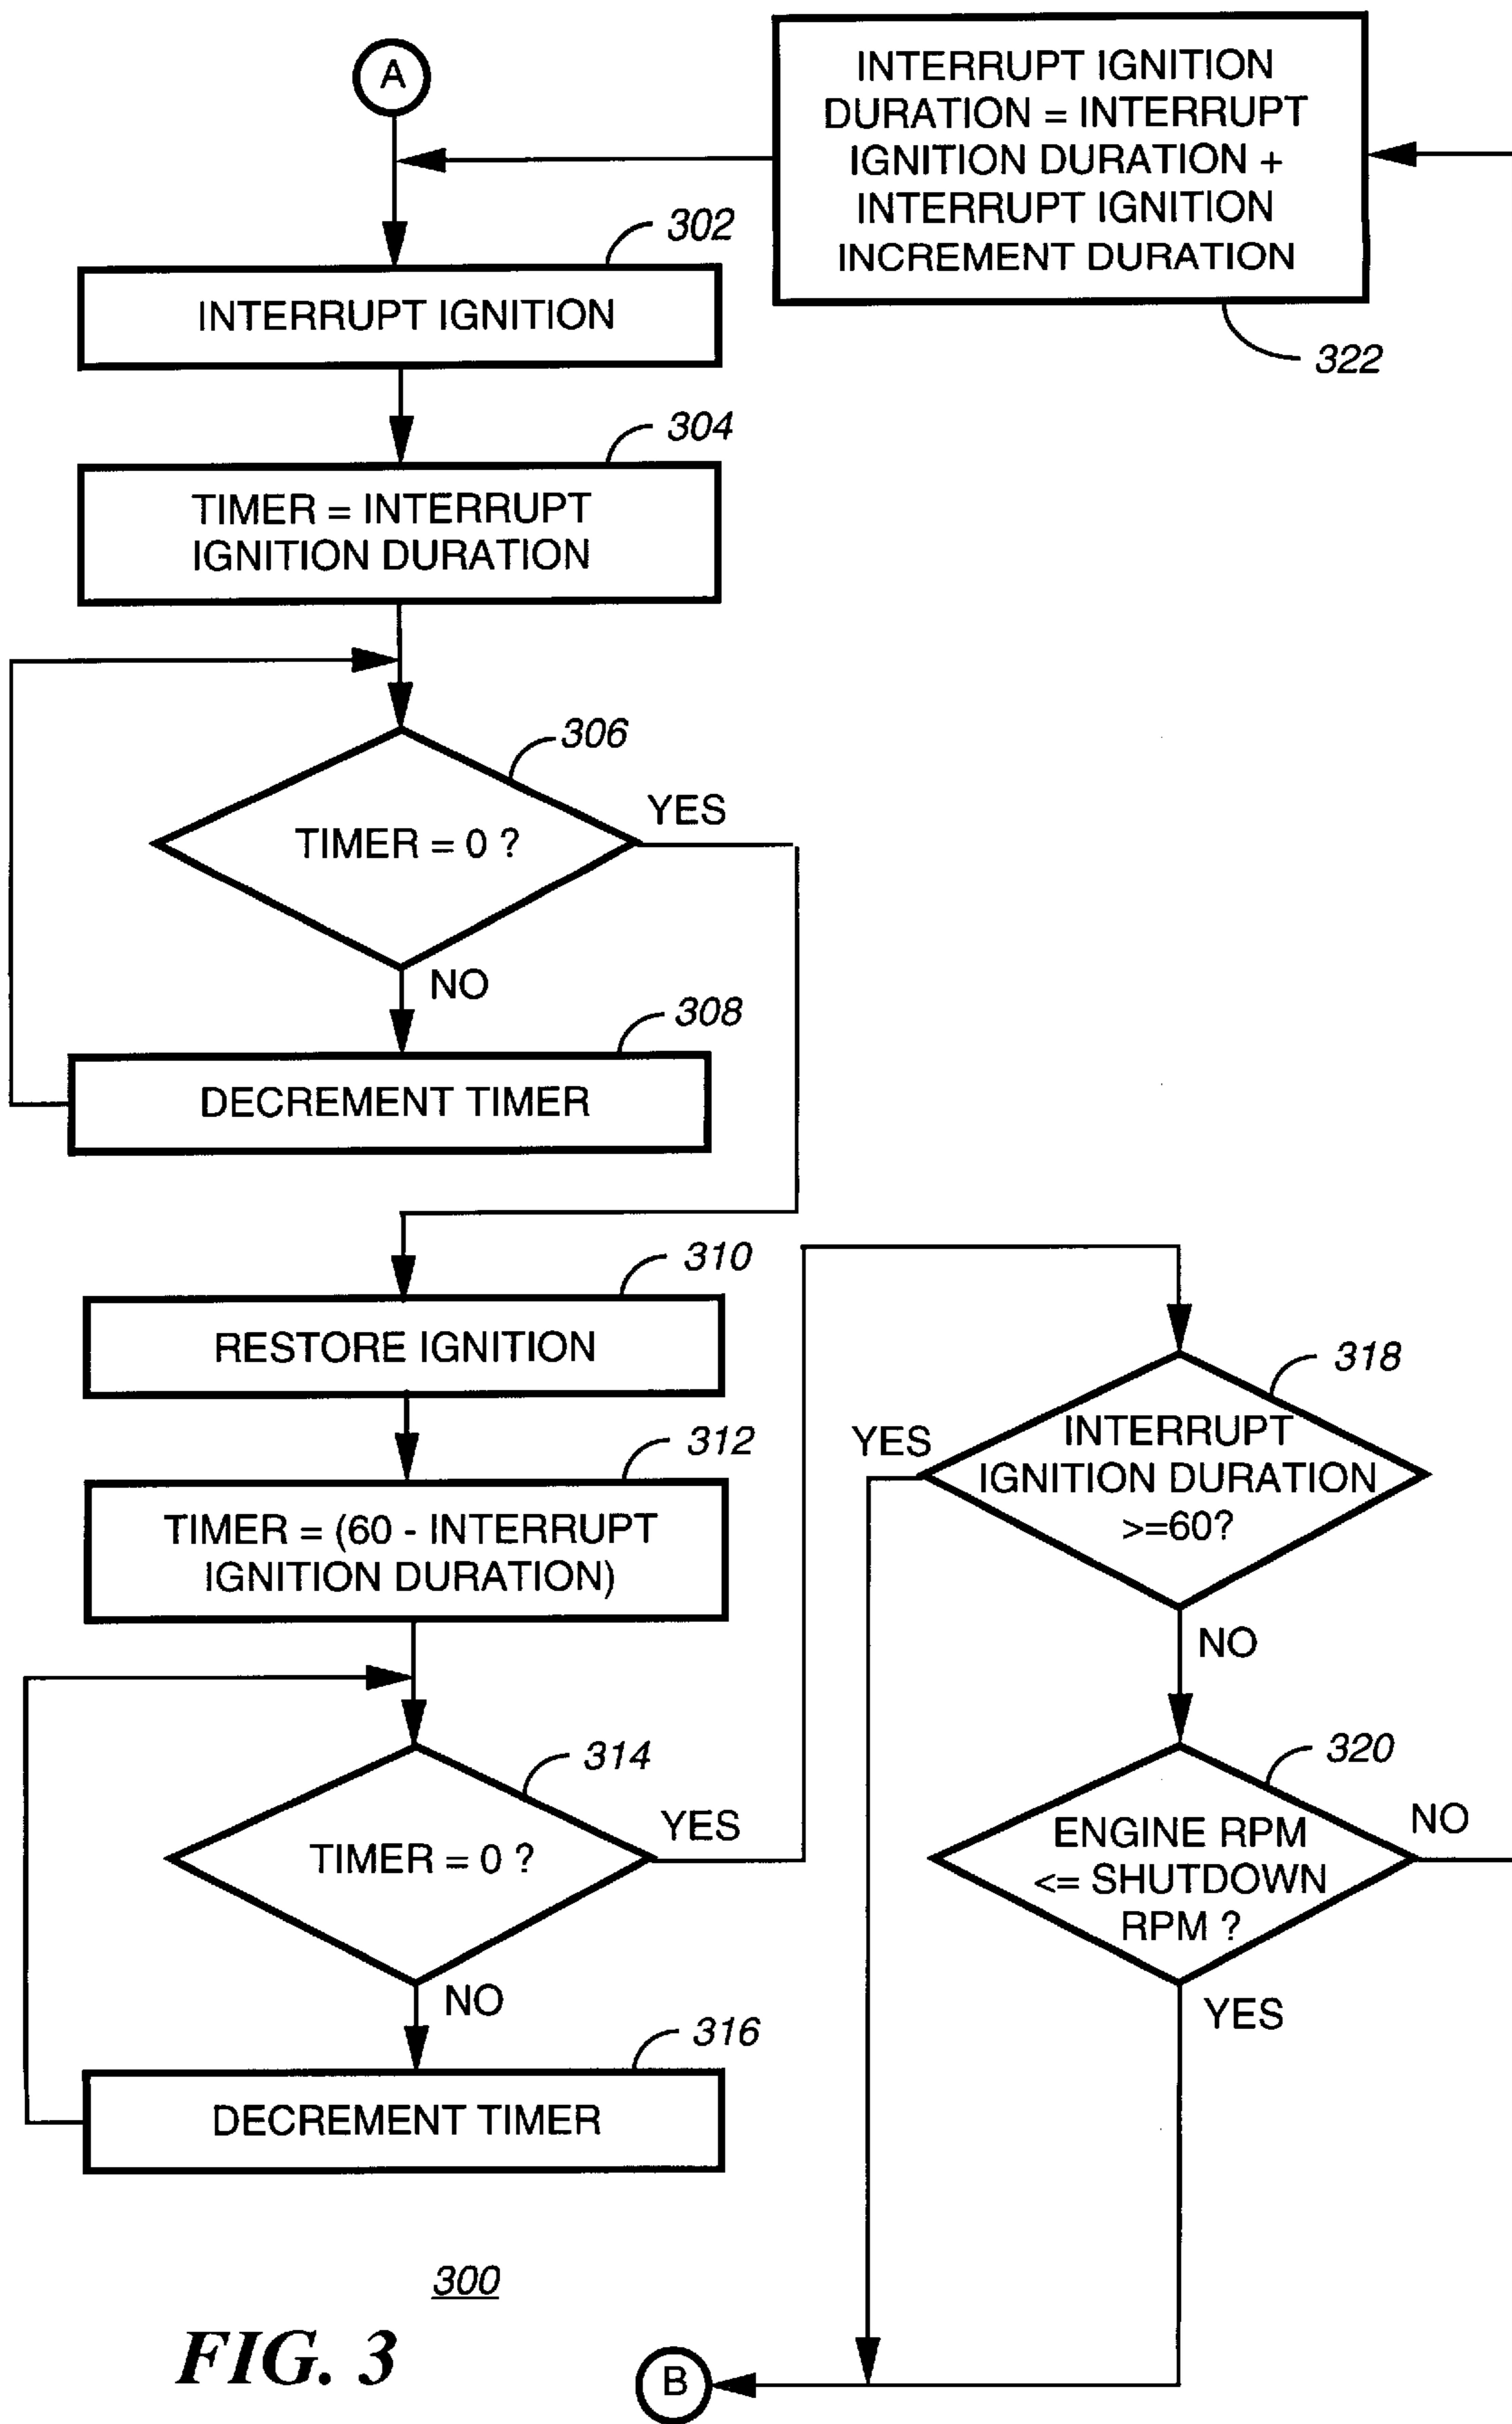 A
INTERRUPT IGNITION
DURATION = INTERRUPT
IGNITION DURATION +
INTERRUPT IGNITION
INCREMENT DURATION
322
302
INTERRUPT IGNITION
304
TIMER = INTERRUPT
IGNITION DURATION
306
TIMER = 0 ?
YES
NO
308
DECREMENT TIMER
310
RESTORE IGNITION
312
TIMER = (60 - INTERRUPT
IGNITION DURATION)
314
TIMER = 0 ?
YES
NO
316
DECREMENT TIMER
318
INTERRUPT
IGNITION DURATION
>=60?
YES
NO
320
ENGINE RPM
<= SHUTDOWN
RPM ?
NO
YES
B
300
FIG. 3